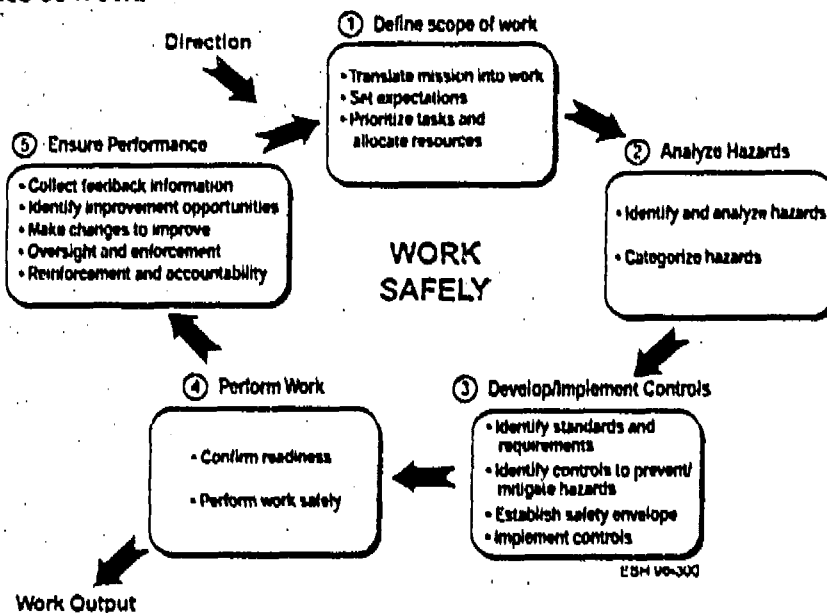 Direction
① Define scope of work
• Translate mission into work
• Set expectations
• Prioritize tasks and
allocate resources
② Analyze Hazards
• Identify and analyze hazards
• Categorize hazards
③ Develop/Implement Controls
• Identify standards and
requirements
• Identify controls to prevent/
mitigate hazards
• Establish safety envelope
• Implement controls
④ Perform Work
• Confirm readiness
• Perform work safely
⑤ Ensure Performance
• Collect feedback information
• Identify improvement opportunities
• Make changes to improve
• Oversight and enforcement
• Reinforcement and accountability
WORK
SAFELY
Work Output